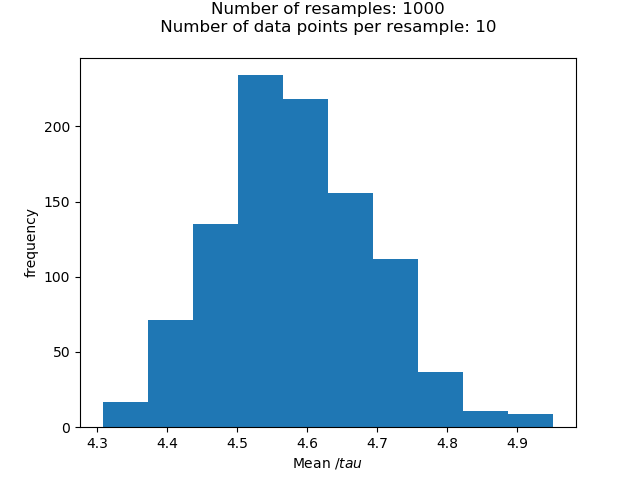 Number of resamples: 1000
Number of data points per resample: 10
200
150
100
50
0
4.3 4.4 4.5 4.6 4.7 4.8 4.9
frequency
Mean /tau